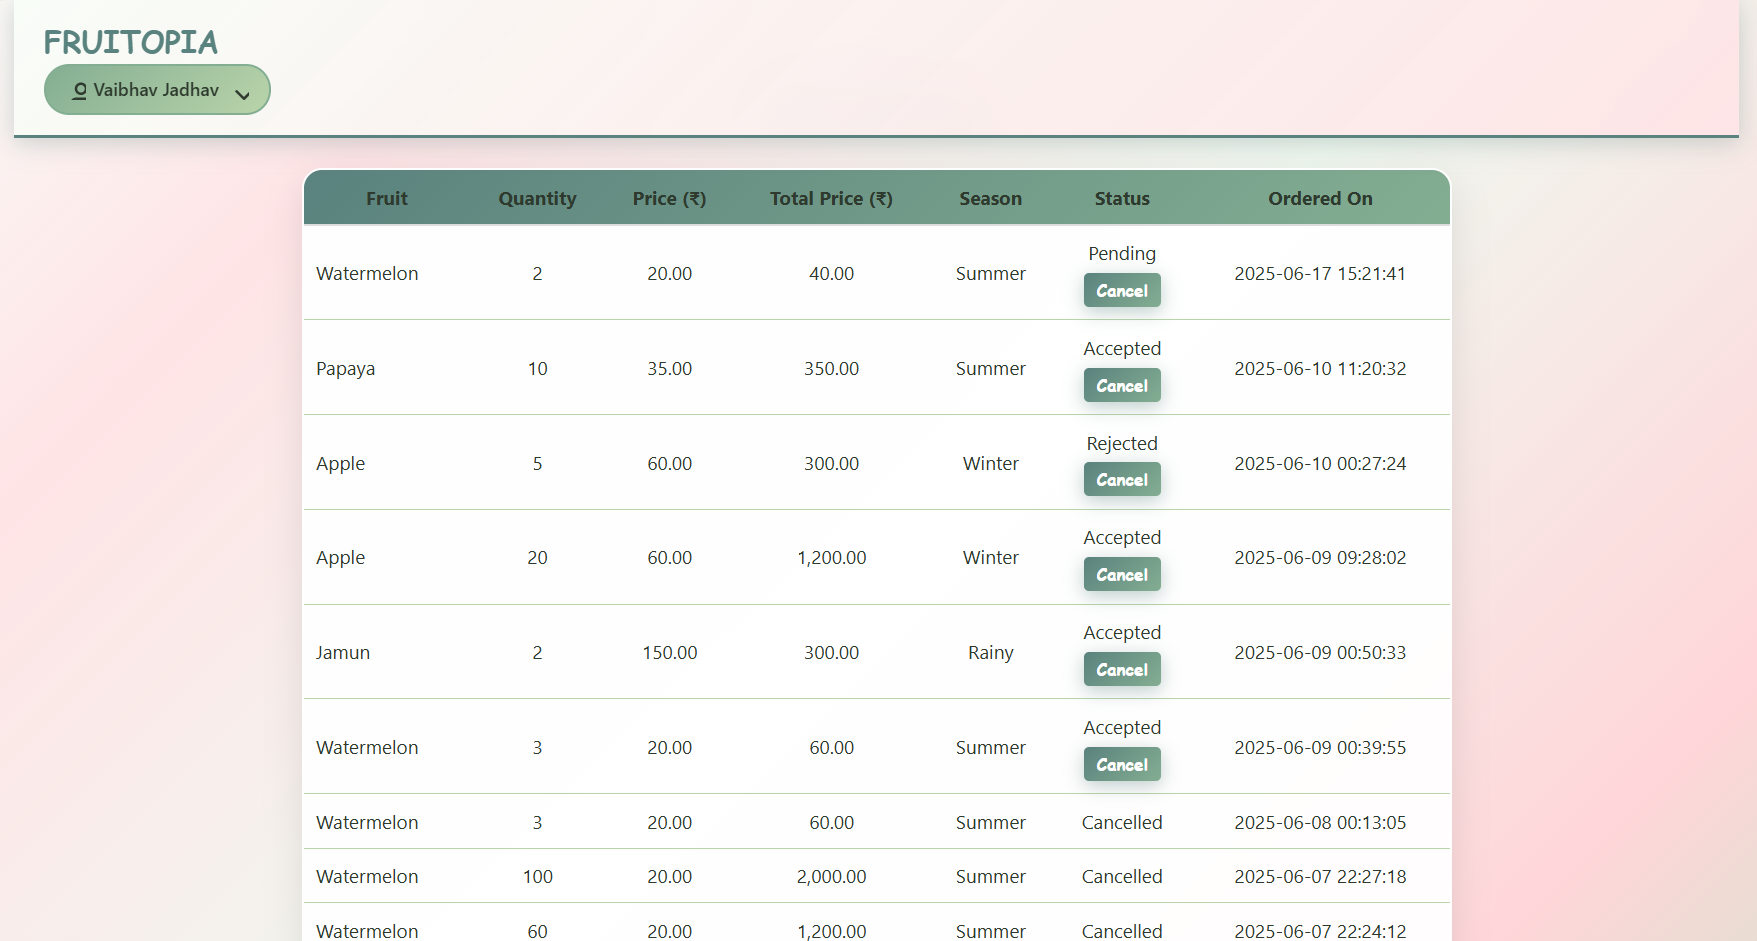 FRUITOPIA
Vaibhav Jadhav
Fruit Quantity Price (₹) Total Price (₹) Season Status Ordered On
Watermelon 2 20.00 40.00 Summer Pending 2025-06-17 15:21:41
Cancel
Papaya 10 35.00 350.00 Summer Accepted 2025-06-10 11:20:32
Cancel
Apple 5 60.00 300.00 Winter Rejected 2025-06-10 00:27:24
Cancel
Apple 20 60.00 1,200.00 Winter Accepted 2025-06-09 09:28:02
Cancel
Jamun 2 150.00 300.00 Rainy Accepted 2025-06-09 00:50:33
Cancel
Watermelon 3 20.00 60.00 Summer Accepted 2025-06-09 00:39:55
Cancel
Watermelon 3 20.00 60.00 Summer Cancelled 2025-06-08 00:13:05
Watermelon 100 20.00 2,000.00 Summer Cancelled 2025-06-07 22:27:18
Watermelon 60 20.00 1,200.00 Summer Cancelled 2025-06-07 22:24:12